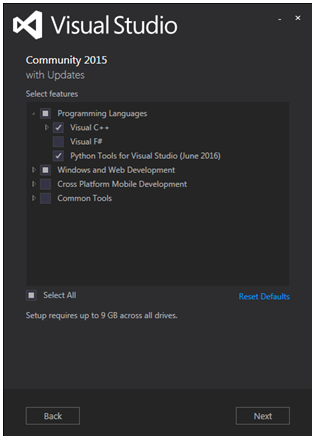 Visual Studio
Community 2015
with Updates
Select features
Programming Languages
Visual C++
Visual F#
Python Tools for Visual Studio (June 2016)
Windows and Web Development
Cross Platform Mobile Development
Common Tools
Select All
Reset Defaults
Setup requires up to 9 GB across all drives.
Back
Next